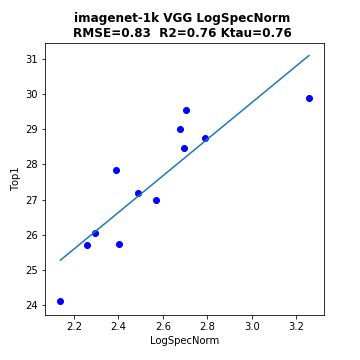 imagenet-1k VGG LogSpecNorm
RMSE=0.83 R2=0.76 Ktau=0.76
31
30
29
28
27
26
25
24
Top1
2.2 2.4 2.6 2.8 3.0 3.2
LogSpecNorm